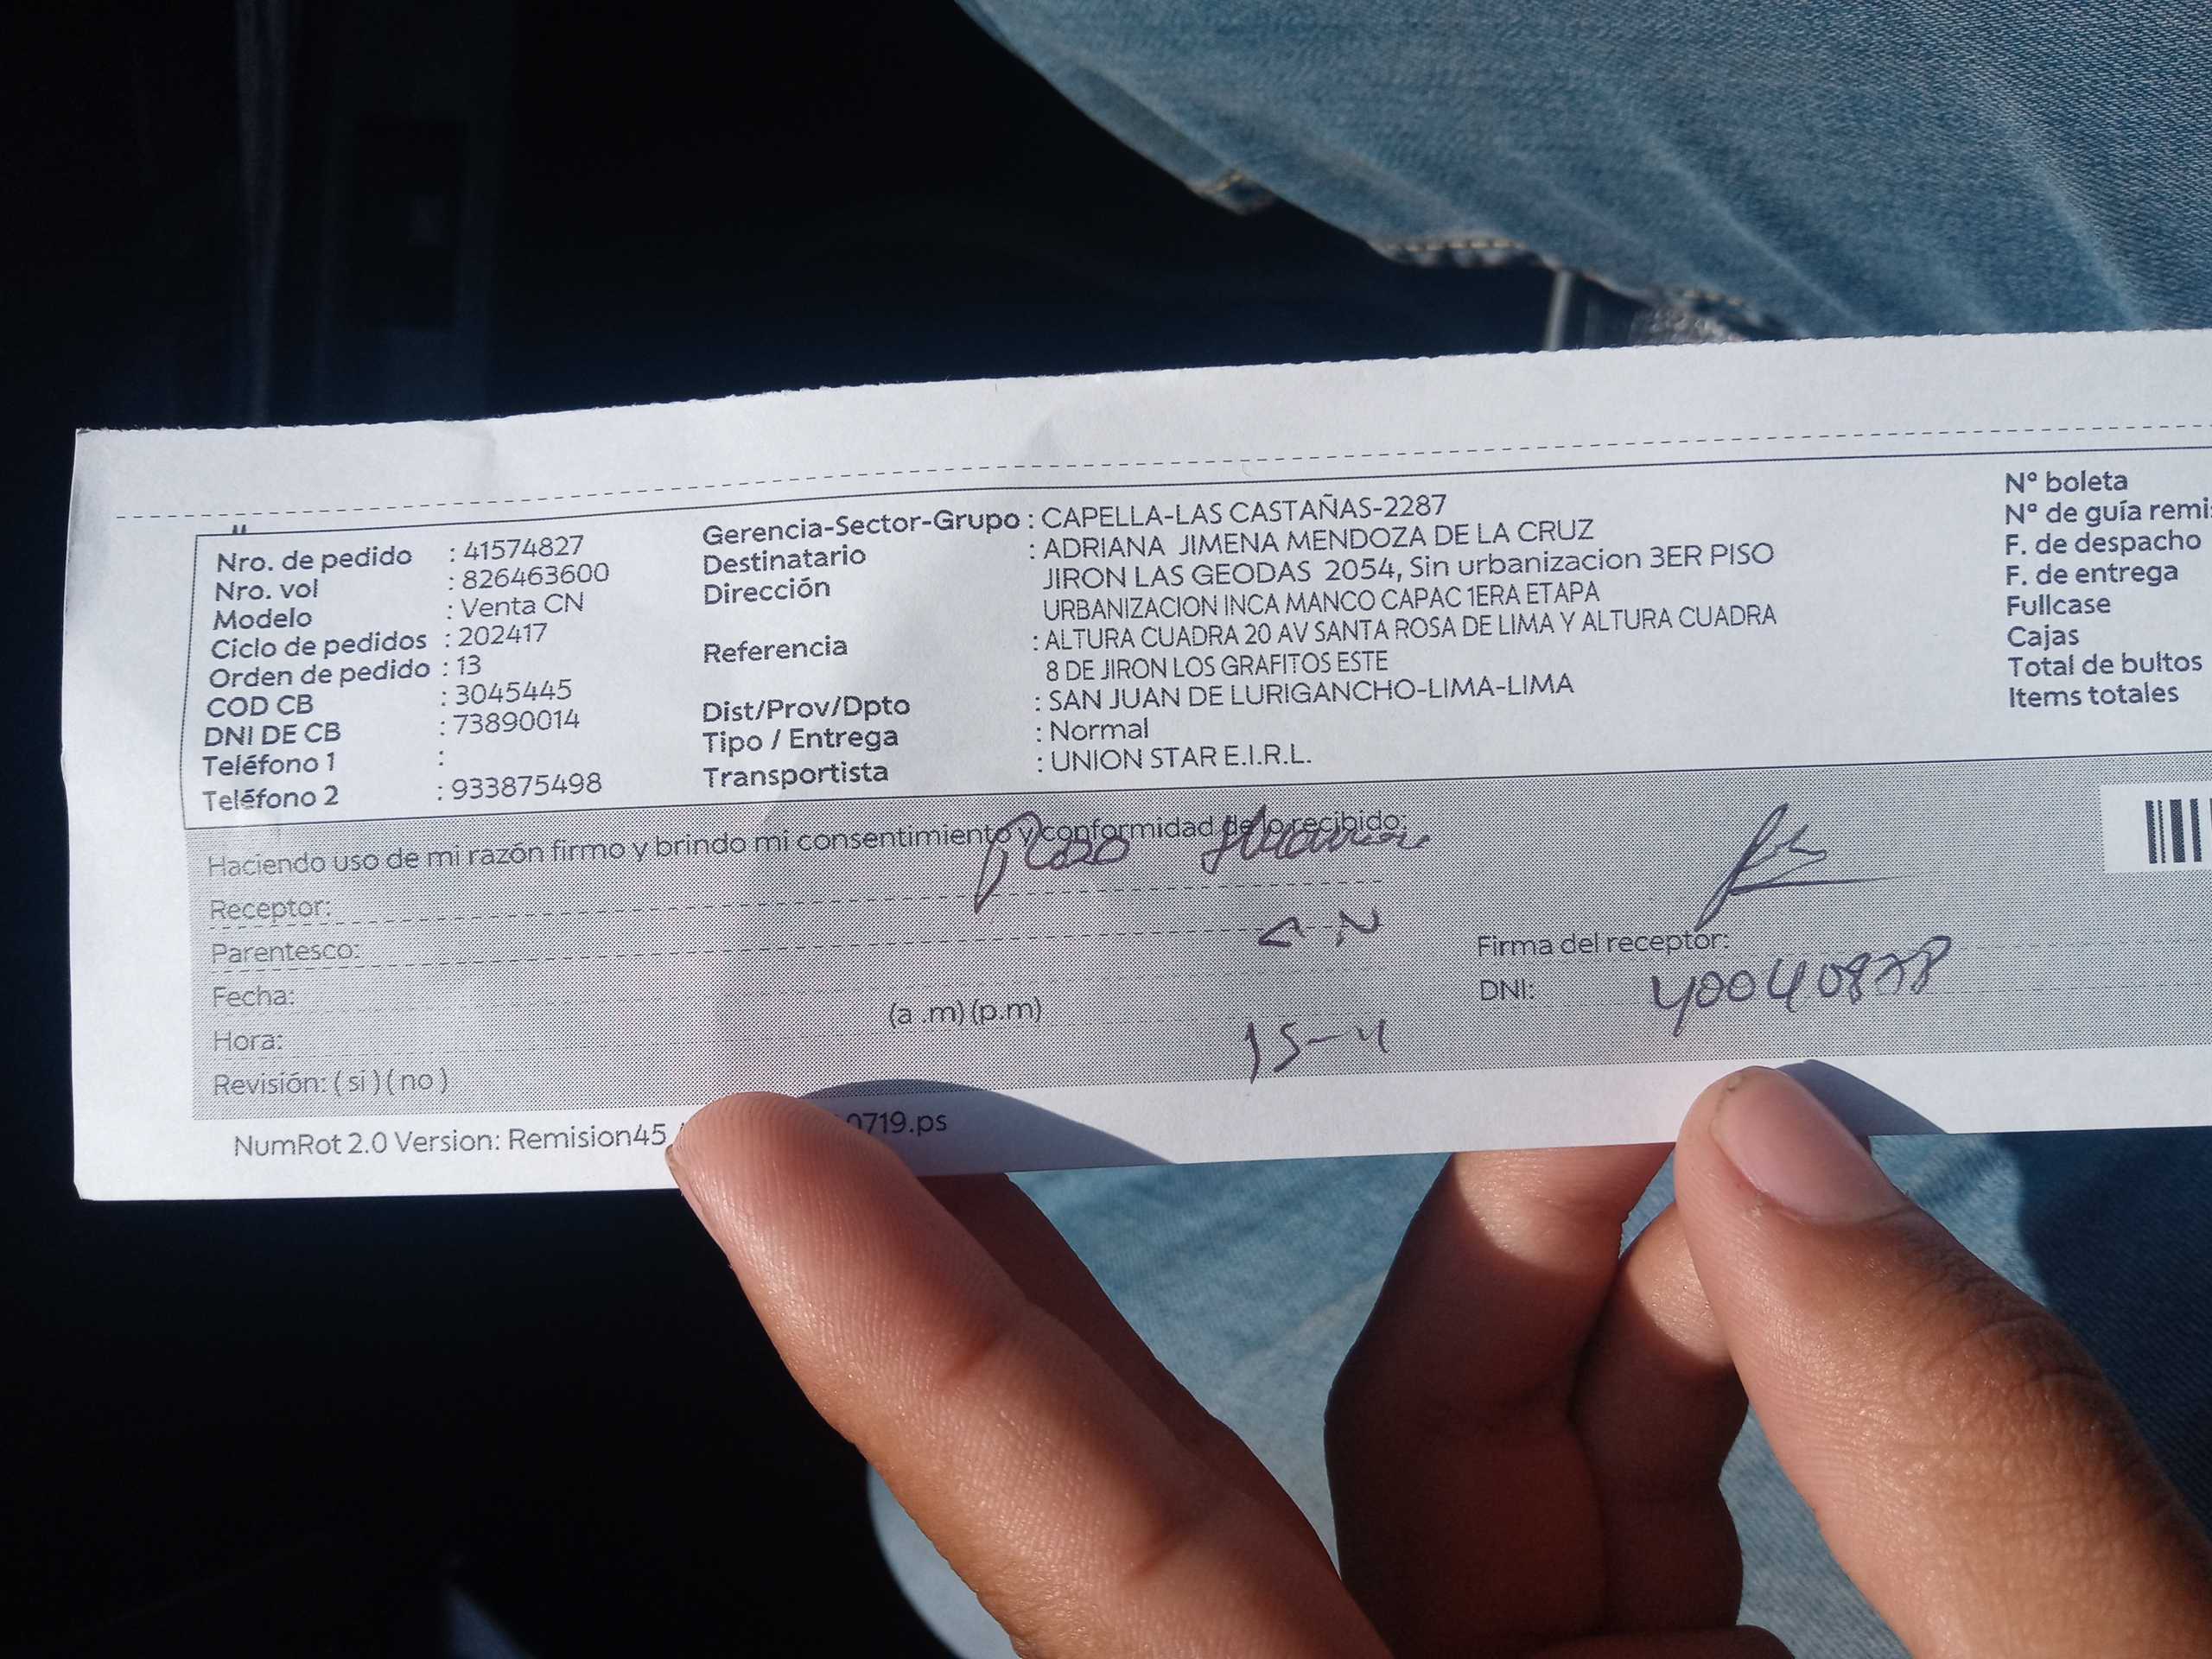 Nro. de pedido : 41574827
Nro. vol : 826463600
Modelo : Venta CN
Ciclo de pedidos : 202417
Orden de pedido : 13
COD CB : 3045445
DNI DE CB : 73890014
Teléfono 1 :
Teléfono 2 : 933875498
Gerencia-Sector-Grupo : CAPELLA-LAS CASTAÑAS-2287
Destinatario : ADRIANA JIMENA MENDOZA DE LA CRUZ
Dirección JIRON LAS GEODAS 2054, Sin urbanizacion 3ER PISO
URBANIZACION INCA MANCO CAPAC 1ERA ETAPA
Referencia : ALTURA CUADRA 20 AV SANTA ROSA DE LIMA Y ALTURA CUADRA
8 DE JIRON LOS GRAFITOS ESTE
Dist/Prov/Dpto : SAN JUAN DE LURIGANCHO-LIMA-LIMA
Tipo / Entrega : Normal
Transportista : UNION STAR E.I.R.L.
N° boleta
N° de guía remi
F. de despacho
F. de entrega
Fullcase
Cajas
Total de bultos
Items totales
Haciendo uso de mi razón firmo y brindo mi consentimiento y conformidad de lo recibido:
Receptor:
Parentesco:
Fecha:
Hora: (a .m) (p.m)
15-4
Revisión: ( si ) ( no )
Firma del receptor:
DNI:
NumRot 2.0 Version: Remision45 0719.ps